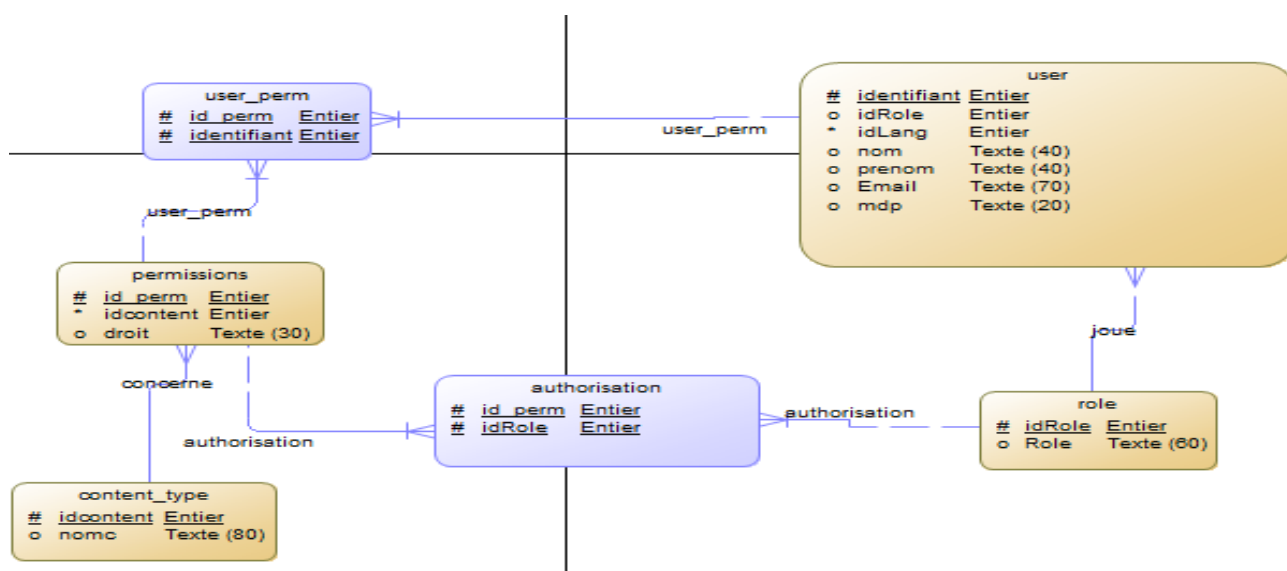 user_perm
# id_perm Entier
# identifiant Entier
user_perm
user
# identifiant Entier
o idRole Entier
* idLang Entier
o nom Texte (40)
o prenom Texte (40)
o Email Texte (70)
o mdp Texte (20)
user_perm
permissions
# id_perm Entier
* idcontent Entier
o droit Texte (30)
joue
concerne
authorisation
authorisation
# id_perm Entier
# idRole Entier
authorisation
role
# idRole Entier
o Role Texte (60)
content_type
# idcontent Entier
o nomc Texte (80)